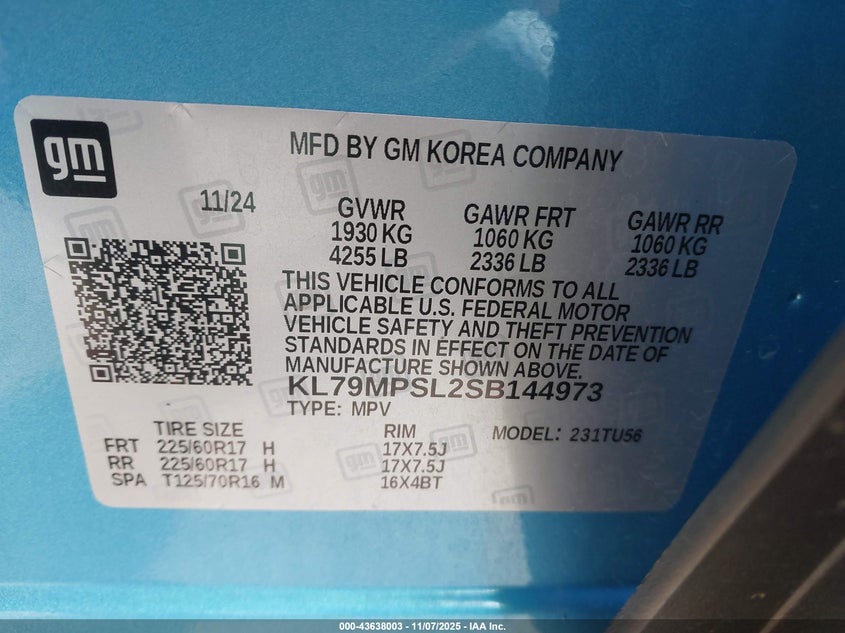 gm
MFD BY GM KOREA COMPANY
11/24
GVWR
1930 KG
4255 LB
GAWR FRT
1060 KG
2336 LB
GAWR RR
1060 KG
2336 LB
THIS VEHICLE CONFORMS TO ALL
APPLICABLE U.S. FEDERAL MOTOR
VEHICLE SAFETY AND THEFT PREVENTION
STANDARDS IN EFFECT ON THE DATE OF
MANUFACTURE SHOWN ABOVE.
KL79MPSL2SB144973
TYPE: MPV
TIRE SIZE RIM MODEL: 231TU56
FRT 225/60R17 H 17X7.5J
RR 225/60R17 H 17X7.5J
SPA T125/70R16 M 16X4BT
000-43638003 - 11/07/2025 - IAA Inc.